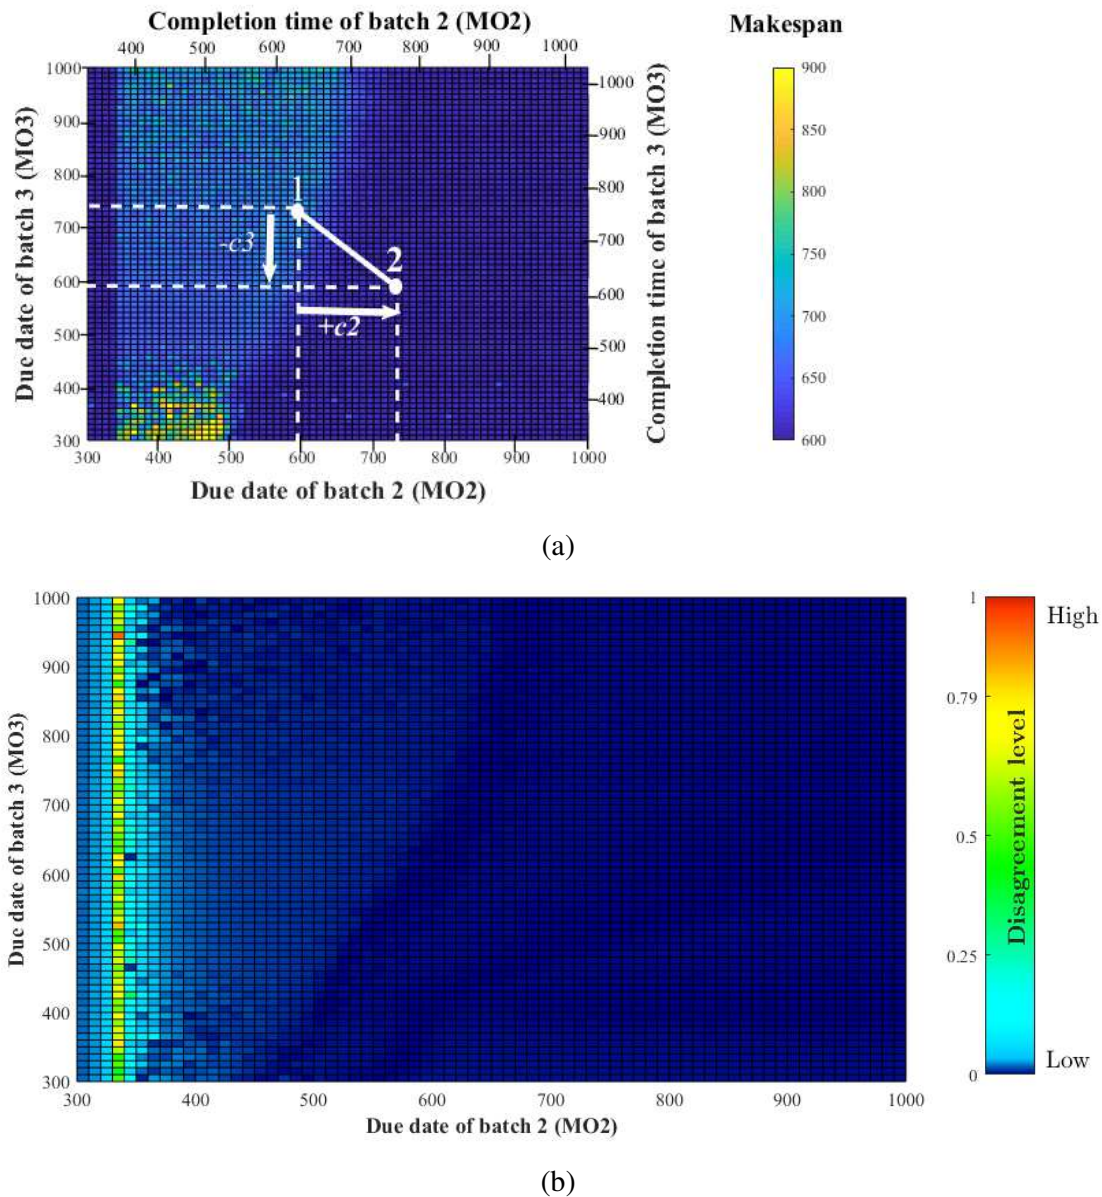 Completion time of batch 2 (MO2)
Makespan
400 500 600 700 800 900 1000
1000
900
800
700
600
500
400
300
Due date of batch 3 (MO3)
1
2
-c3
+c2
1000
900
800
700
600
500
400
Completion time of batch 3 (MO3)
900
850
800
750
700
650
600
300 400 500 600 700 800 900 1000
Due date of batch 2 (MO2)
(a)
1000
900
800
700
600
500
400
300
Due date of batch 3 (MO3)
1
0.79
0.5
0.25
0
High
Disagreement level
Low
300 400 500 600 700 800 900 1000
Due date of batch 2 (MO2)
(b)